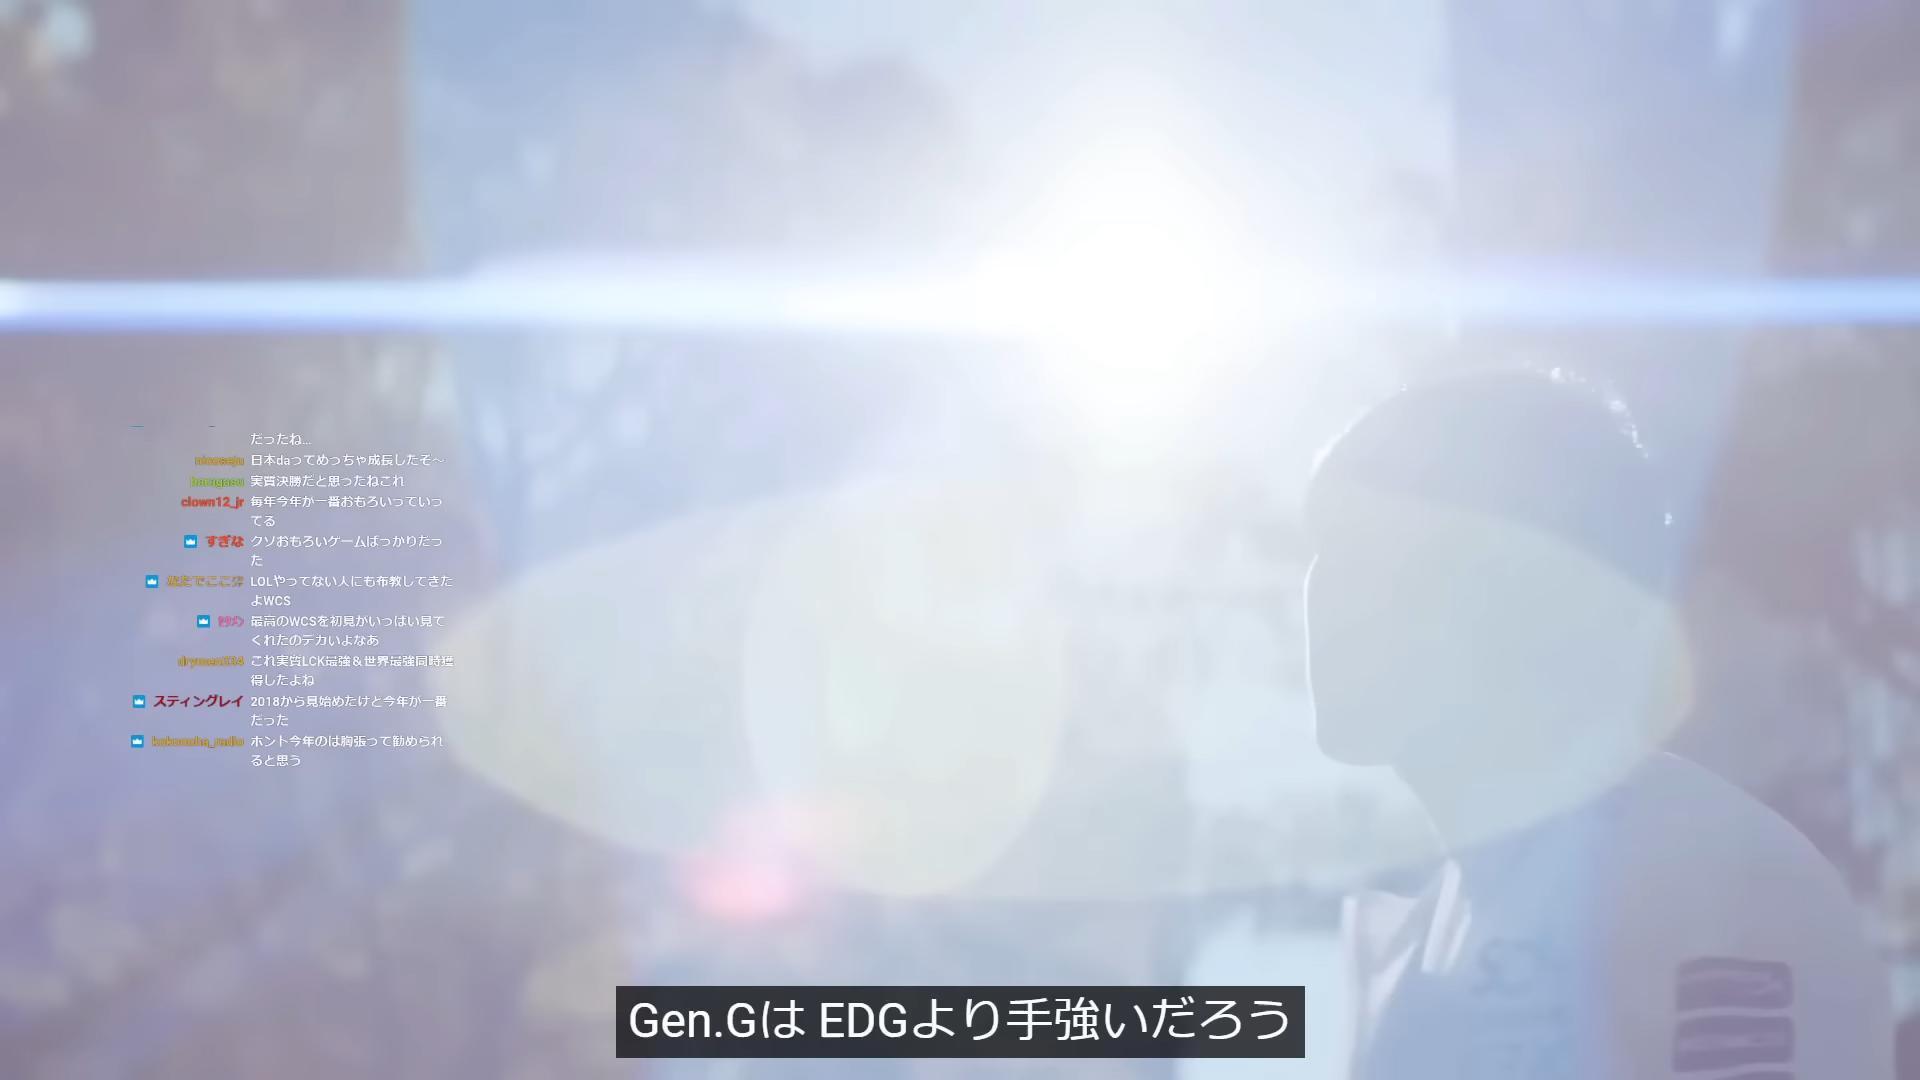 だったね...
nicoseju 日本daってめっちゃ成長したぞ〜
実質決勝だと思ったねこれ
clown12_jr 毎年今年が一番おもろいっていっ
てる
すぎな クソおもろいゲームばっかりだっ
た
LOLやってない人にも布教してきた
よWCS
最高のWCSを初見がいっぱい見て
くれたのデカいよなあ
drymen334 これ実質LCK最強＆世界最強同時獲
得したよね
スティングレイ 2018から見始めたけど今年が一番
だった
kokonoha_radio ホント今年のは胸張って勧められ
ると思う
Gen.Gは EDGより手強いだろう